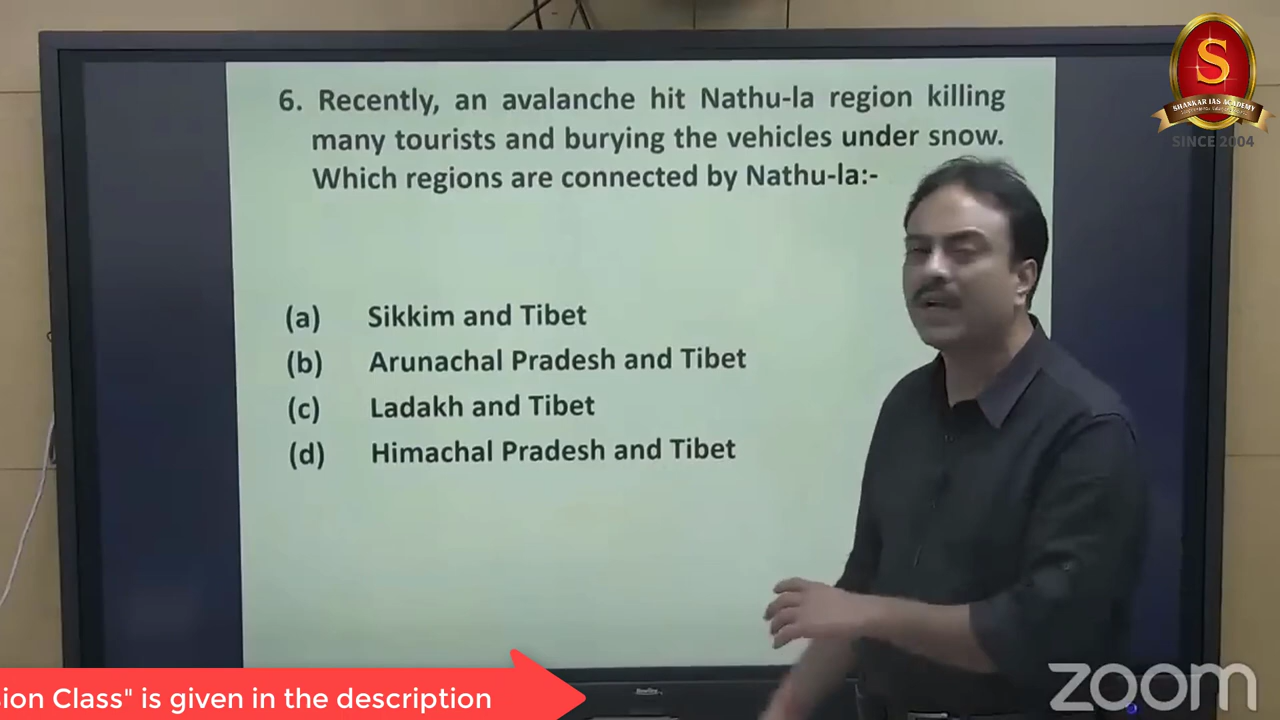 6. Recently, an avalanche hit Nathu-la region killing
many tourists and burying the vehicles under snow.
Which regions are connected by Nathu-la:-
(a) Sikkim and Tibet
(b) Arunachal Pradesh and Tibet
(c) Ladakh and Tibet
(d) Himachal Pradesh and Tibet
S
SHANKAR IAS ACADEMY
SINCE 2004
sion Class" is given in the description
zoom